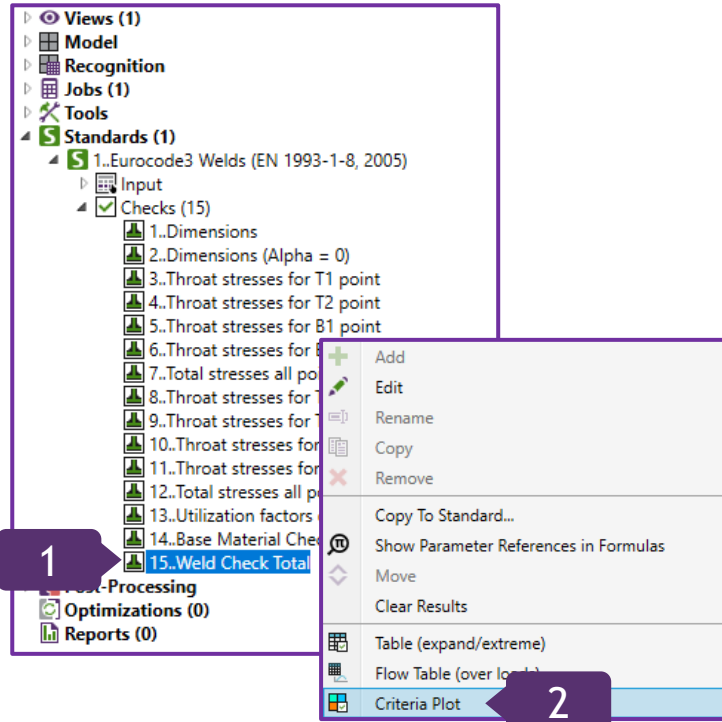 Views (1)
Model
Recognition
Jobs (1)
Tools
Standards (1)
1..Eurocode3 Welds (EN 1993-1-8, 2005)
Input
Checks (15)
1..Dimensions
2..Dimensions (Alpha = 0)
3..Throat stresses for T1 point
4..Throat stresses for T2 point
5..Throat stresses for B1 point
6..Throat stresses for
7..Total stresses all
8..Throat stresses for
9..Throat stresses for
10..Throat stresses for
11..Throat stresses for
12..Total stresses all
13..Utilization factors
14..Base Material
15..Weld Check Total
Optimizations (0)
Reports (0)
1
Add
Edit
Rename
Copy
Remove
Copy To Standard...
Show Parameter References in Formulas
Move
Clear Results
Table (expand/extreme)
Flow Table (over
Criteria Plot
2